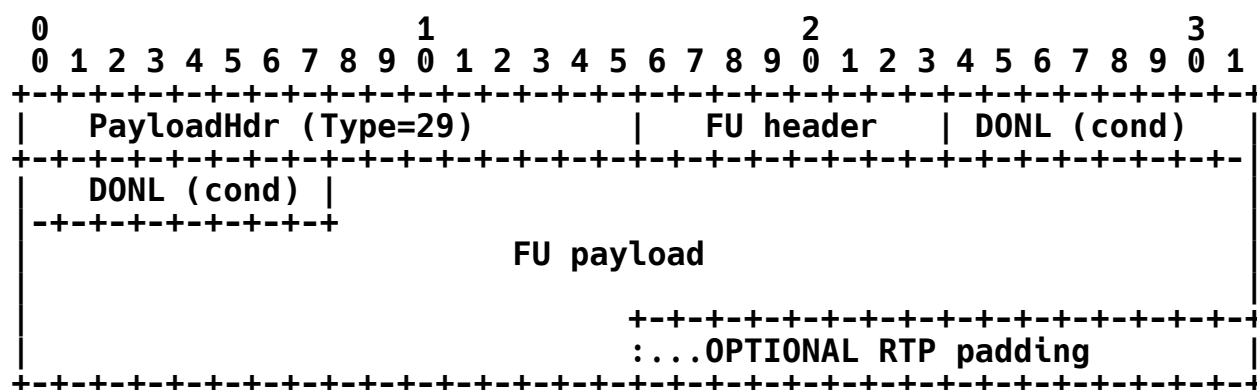 0                   1                   2                   3
 0 1 2 3 4 5 6 7 8 9 0 1 2 3 4 5 6 7 8 9 0 1 2 3 4 5 6 7 8 9 0 1
+-+-+-+-+-+-+-+-+-+-+-+-+-+-+-+-+-+-+-+-+-+-+-+-+-+-+-+-+-+-+-+-+
|   PayloadHdr (Type=29)        |   FU header   | DONL (cond)   |
+-+-+-+-+-+-+-+-+-+-+-+-+-+-+-+-+-+-+-+-+-+-+-+-+-+-+-+-+-+-+-+-|
|   DONL (cond) |                                               |
|-+-+-+-+-+-+-+-+                                               |
|                         FU payload                            |
|                                                               |
|                               +-+-+-+-+-+-+-+-+-+-+-+-+-+-+-+-+
|                               :...OPTIONAL RTP padding        |
+-+-+-+-+-+-+-+-+-+-+-+-+-+-+-+-+-+-+-+-+-+-+-+-+-+-+-+-+-+-+-+-+